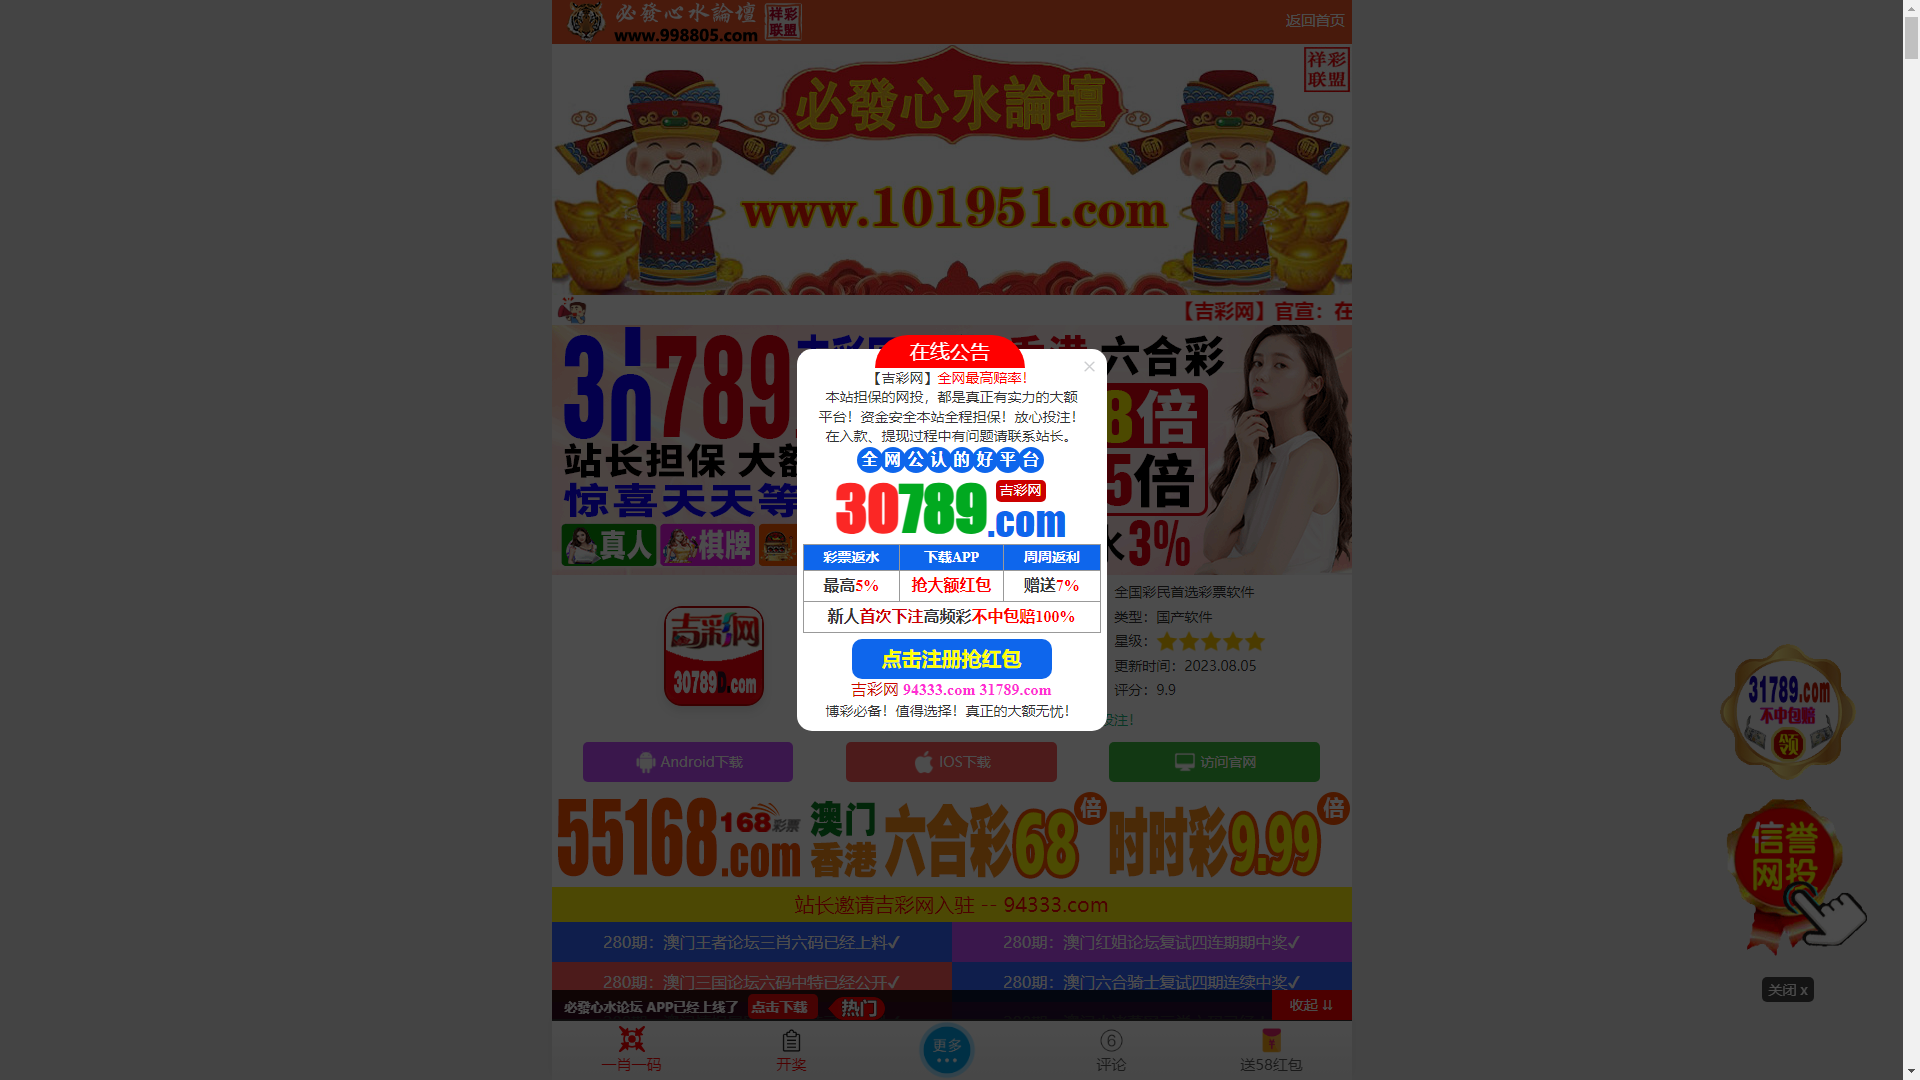 必發心水論壇
www.998805.com
祥彩
联盟
返回首页
祥彩
联盟
必發心水論壇
www.101951.com
【吉彩网】官宣：在
789
六合彩
站长担保 大
8倍
惊喜天天等
5倍
真人
棋牌
水3%
在线公告
×
【吉彩网】全网最高赔率！
本站担保的网投，都是真正有实力的大额
平台！资金安全本站全程担保！放心投注！
在入款、提现过程中有问题请联系站长。
全网公认的好平台
30789.com
吉彩网
彩票返水 下载APP 周周返利
最高5% 抢大额红包 赠送7%
新人首次下注高频彩不中包赔100%
点击注册抢红包
吉彩网 94333.com 31789.com
博彩必备！值得选择！真正的大额无忧！
吉彩网
30789.com
全国彩民首选彩票软件
类型：国产软件
星级：★★★★★
更新时间：2023.08.05
评分：9.9
投注！
Android下载
IOS下载
访问官网
55168.com
168彩票
澳门
香港
六合彩68倍
时时彩9.99倍
站长邀请吉彩网入驻 -- 94333.com
280期：澳门王者论坛三肖六码已经上料✓
280期：澳门红姐论坛复试四连期期中奖✓
280期：澳门三国论坛六码中特已经公开✓
280期：澳门六合骑士复试四期连续中奖✓
必發心水论坛 APP已经上线了
点击下载
热门
收起
一肖一码
开奖
更多
6
评论
送58红包
31789.com
不中包赔
领
信誉
网投
关闭 x